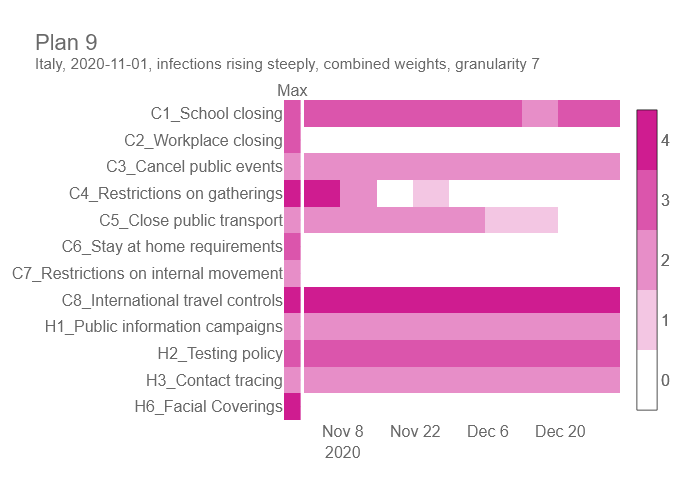 Plan 9
Italy, 2020-11-01, infections rising steeply, combined weights, granularity 7
Max
C1_School closing
C2_Workplace closing
C3_Cancel public events
C4_Restrictions on gatherings
C5_Close public transport
C6_Stay at home requirements
C7_Restrictions on internal movement
C8_International travel controls
H1_Public information campaigns
H2_Testing policy
H3_Contact tracing
H6_Facial Coverings
4
3
2
1
0
Nov 8 Nov 22 Dec 6 Dec 20
2020